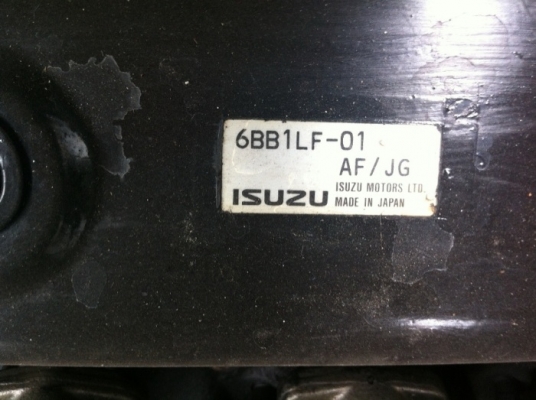 6BB1LF-01
AF/JG
ISUZU MOTORS LTD.
ISUZU MADE IN JAPAN